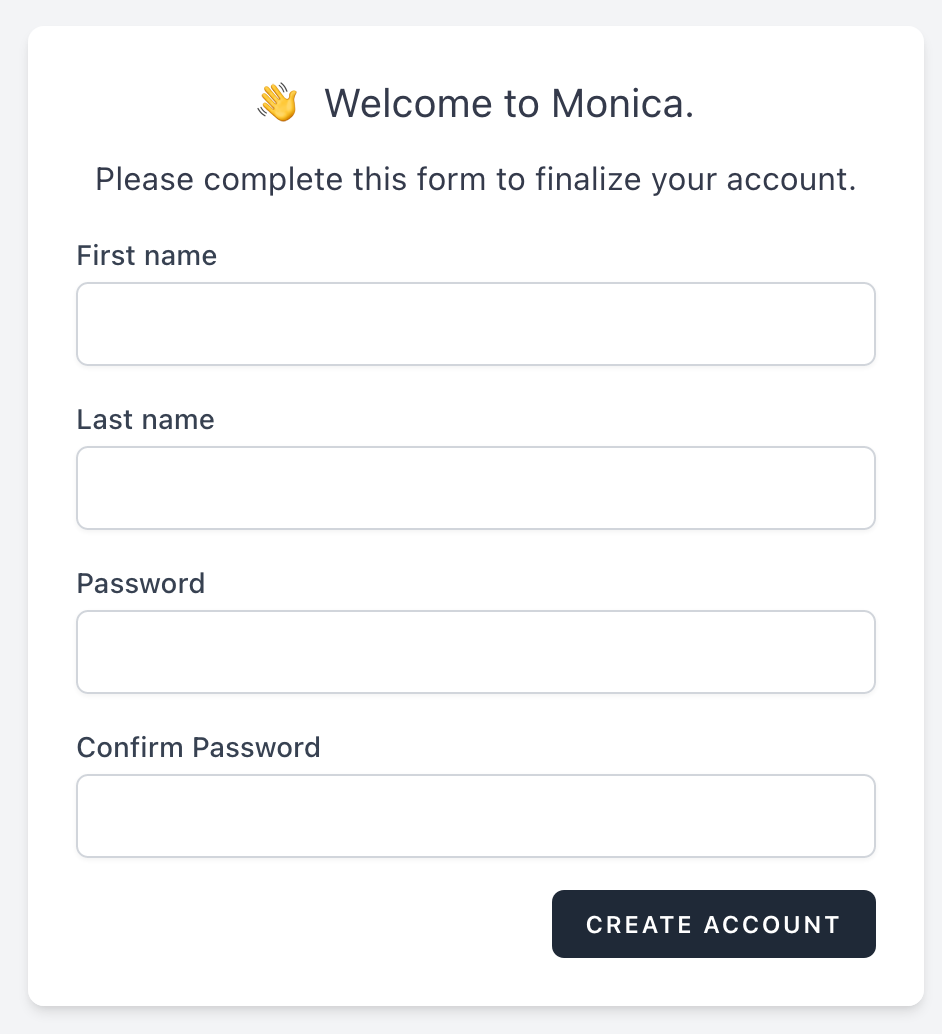 👋 Welcome to Monica.
Please complete this form to finalize your account.
First name
Last name
Password
Confirm Password
CREATE ACCOUNT